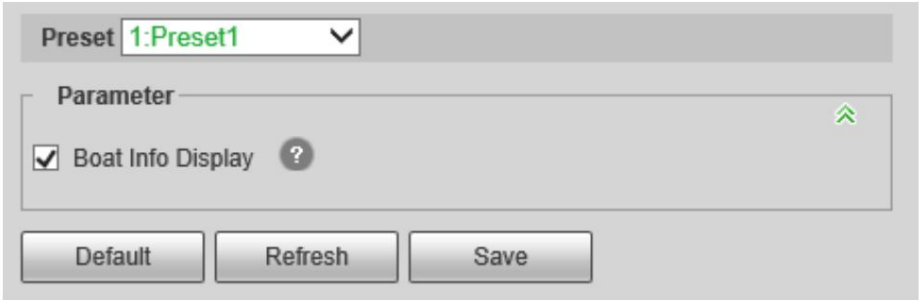 Preset 1:Preset1
Parameter
Boat Info Display ?
Default Refresh Save